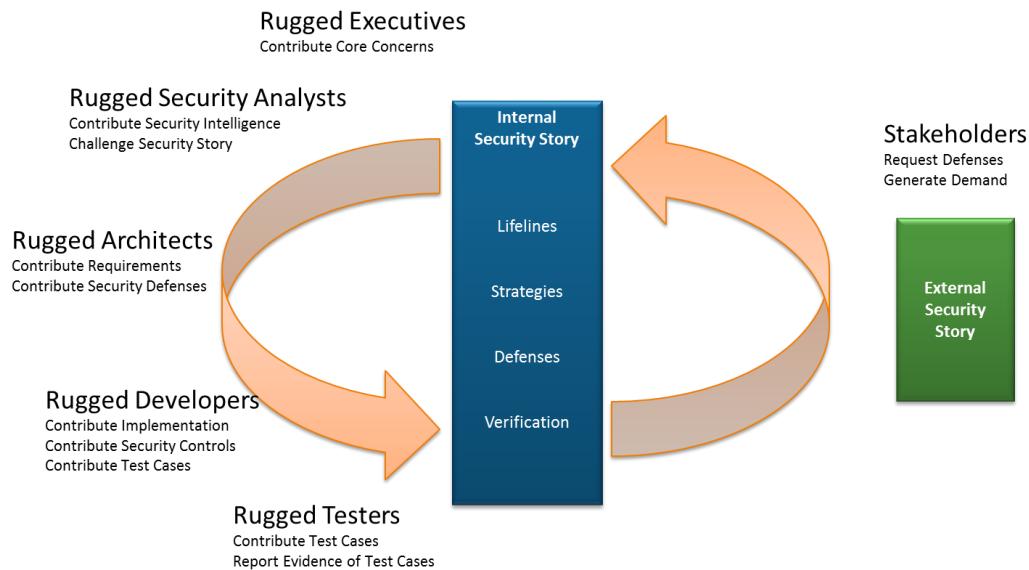 Rugged Executives
Contribute Core Concerns
Rugged Security Analysts
Contribute Security Intelligence
Challenge Security Story
Rugged Architects
Contribute Requirements
Contribute Security Defenses
Rugged Developers
Contribute Implementation
Contribute Security Controls
Contribute Test Cases
Rugged Testers
Contribute Test Cases
Report Evidence of Test Cases
Internal
Security Story
Lifelines
Strategies
Defenses
Verification
Stakeholders
Request Defenses
Generate Demand
External
Security
Story